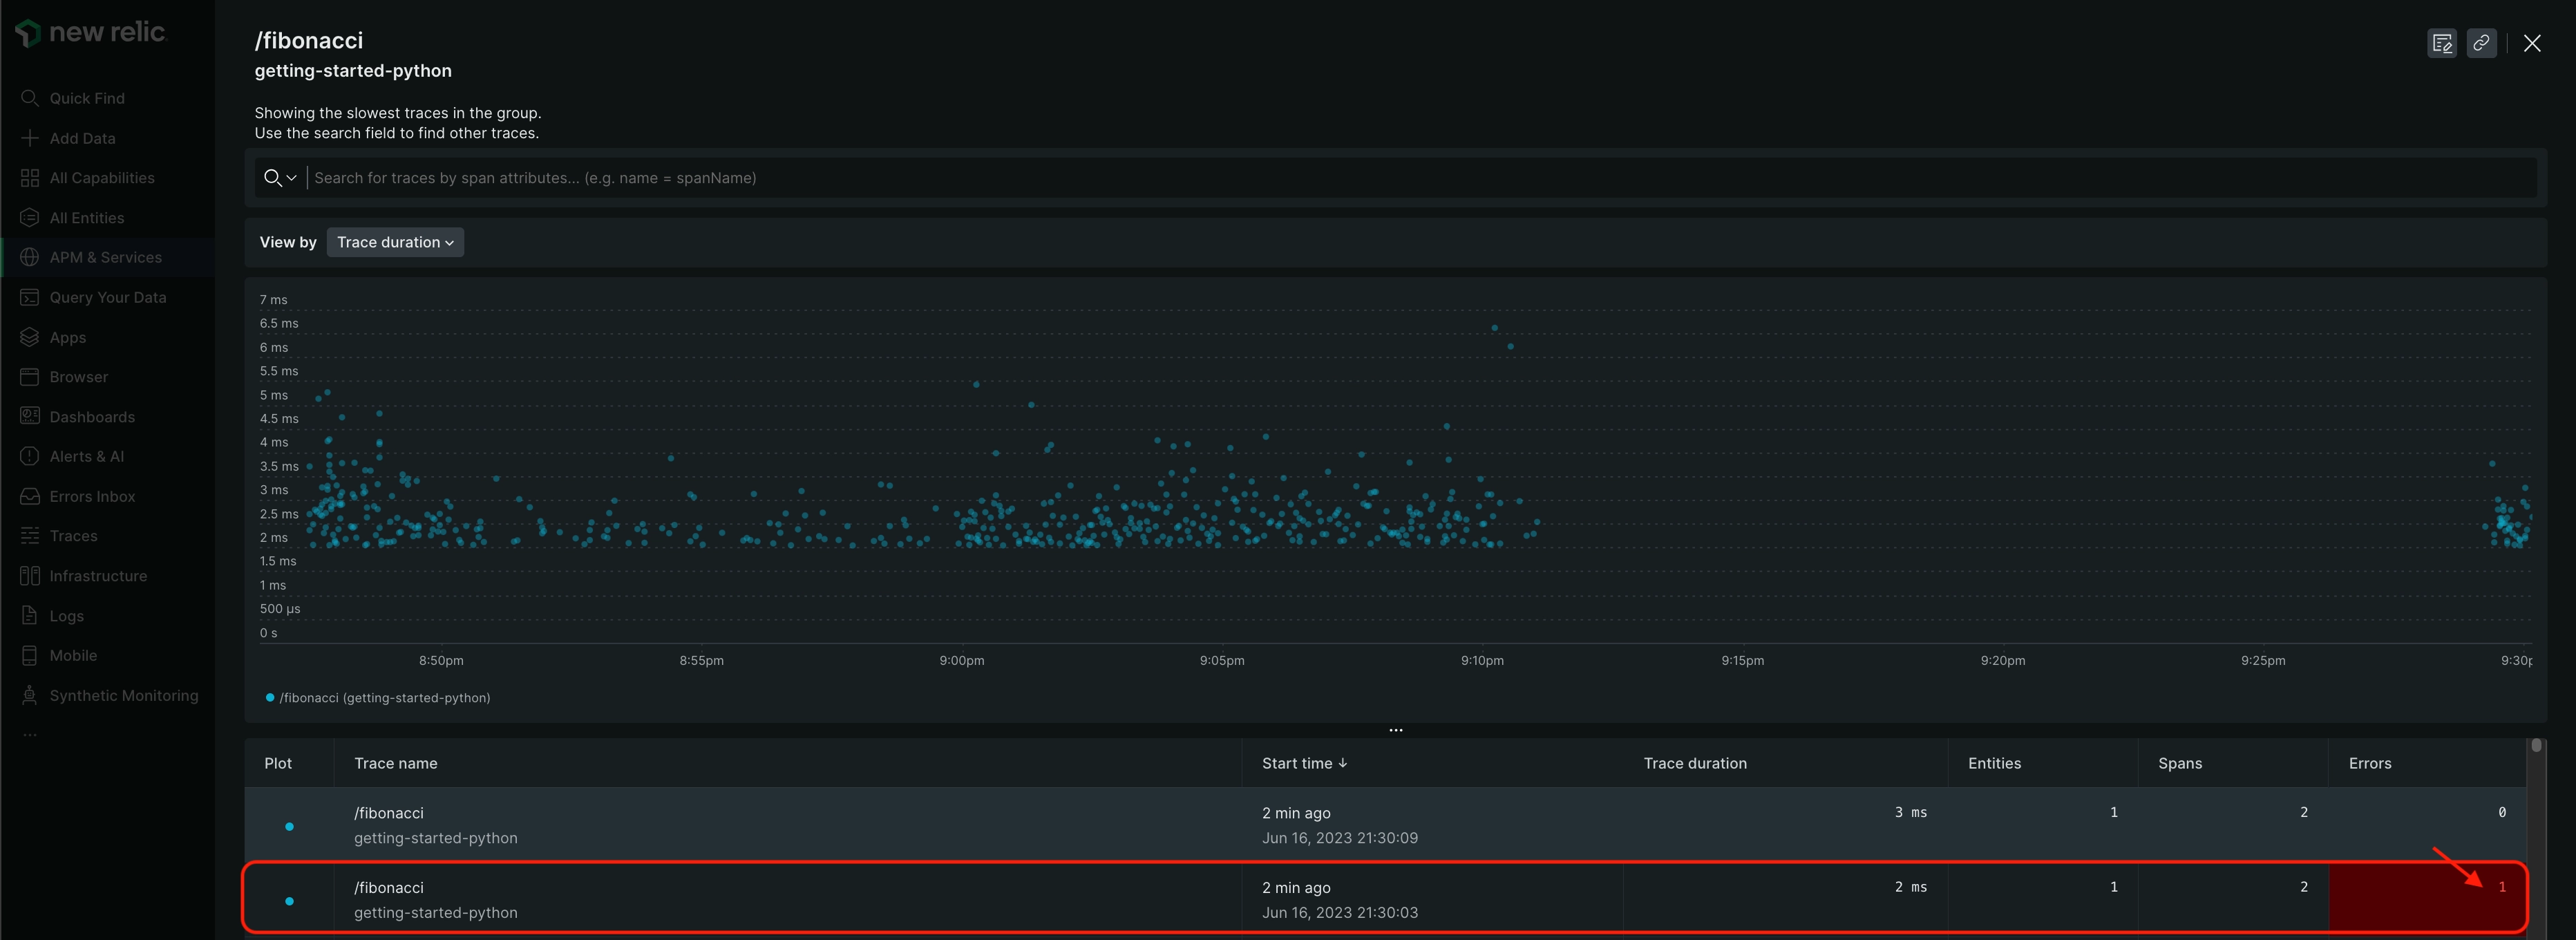 new relic
Quick Find
Add Data
All Capabilities
All Entities
APM & Services
Query Your Data
Apps
Browser
Dashboards
Alerts & AI
Errors Inbox
Traces
Infrastructure
Logs
Mobile
Synthetic Monitoring
...
/fibonacci
getting-started-python
Showing the slowest traces in the group.
Use the search field to find other traces.
Search for traces by span attributes... (e.g. name = spanName)
View by Trace duration
7 ms
6.5 ms
6 ms
5.5 ms
5 ms
4.5 ms
4 ms
3.5 ms
3 ms
2.5 ms
2 ms
1.5 ms
1 ms
500 µs
0 s
8:50pm 8:55pm 9:00pm 9:05pm 9:10pm 9:15pm 9:20pm 9:25pm 9:30p
/fibonacci (getting-started-python)
...
Plot Trace name Start time ↓ Trace duration Entities Spans Errors
/fibonacci 2 min ago 3 ms 1 2 0
getting-started-python Jun 16, 2023 21:30:09
/fibonacci 2 min ago 2 ms 1 2 1
getting-started-python Jun 16, 2023 21:30:03